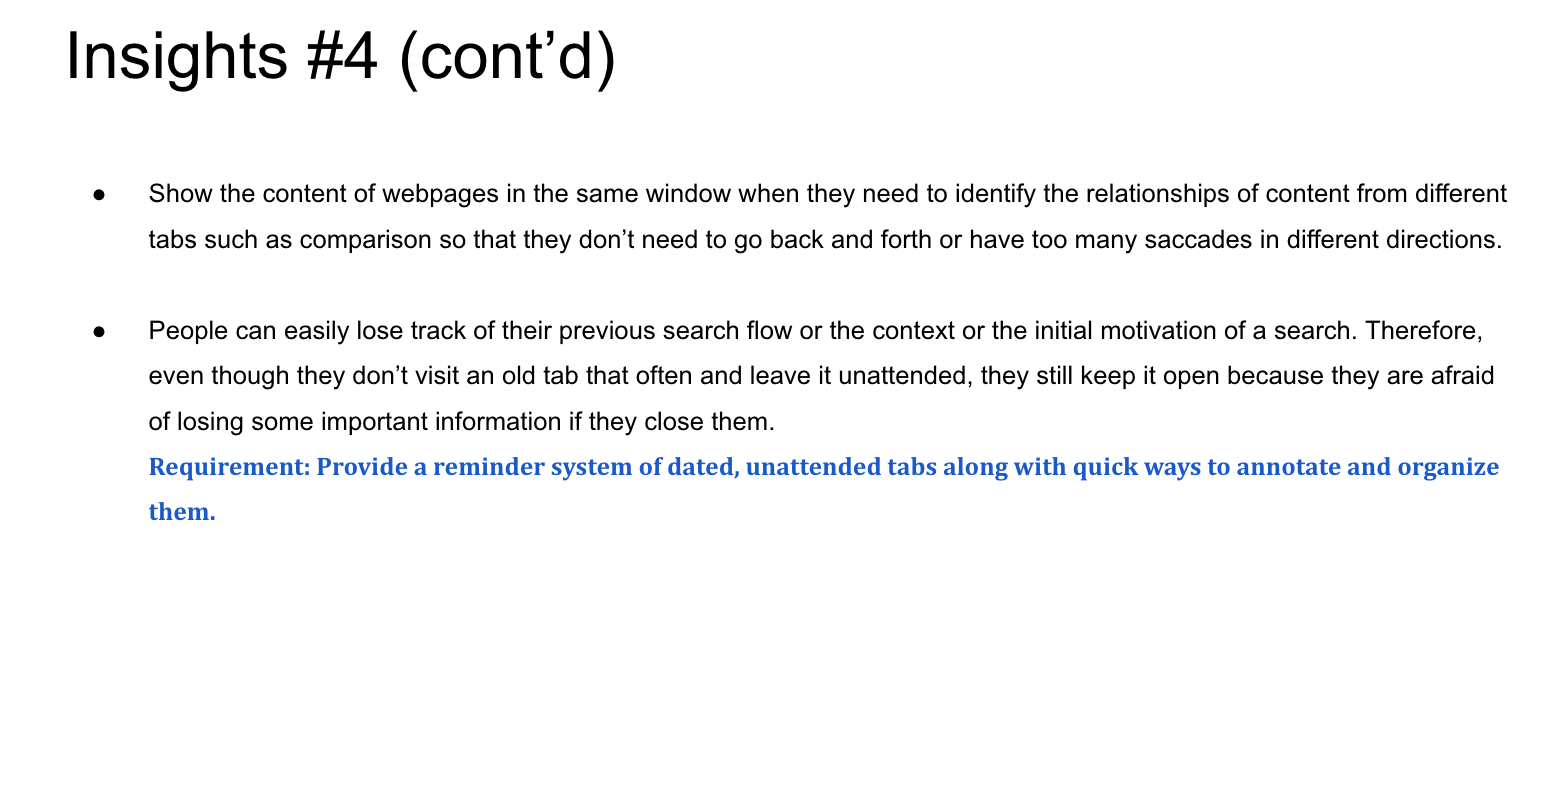 Insights #4 (cont’d)
● Show the content of webpages in the same window when they need to identify the relationships of content from different
tabs such as comparison so that they don’t need to go back and forth or have too many saccades in different directions.
● People can easily lose track of their previous search flow or the context or the initial motivation of a search. Therefore,
even though they don’t visit an old tab that often and leave it unattended, they still keep it open because they are afraid
of losing some important information if they close them.
Requirement: Provide a reminder system of dated, unattended tabs along with quick ways to annotate and organize
them.